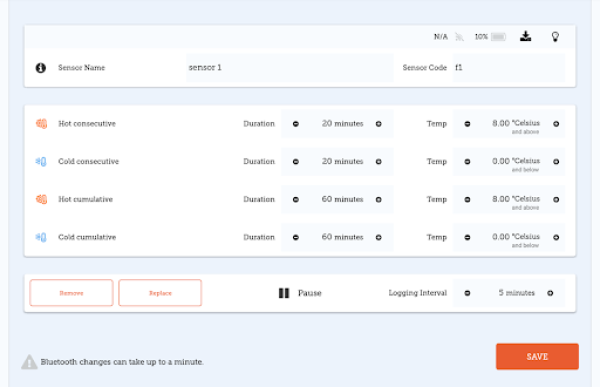 N/A 10%
Sensor Name sensor 1 Sensor Code f1
Hot consecutive Duration 20 minutes Temp 8.00 °Celsius
and above
Cold consecutive Duration 20 minutes Temp 0.00 °Celsius
and below
Hot cumulative Duration 60 minutes Temp 8.00 °Celsius
and above
Cold cumulative Duration 60 minutes Temp 0.00 °Celsius
and below
Remove Replace Pause Logging Interval 5 minutes
Bluetooth changes can take up to a minute. SAVE